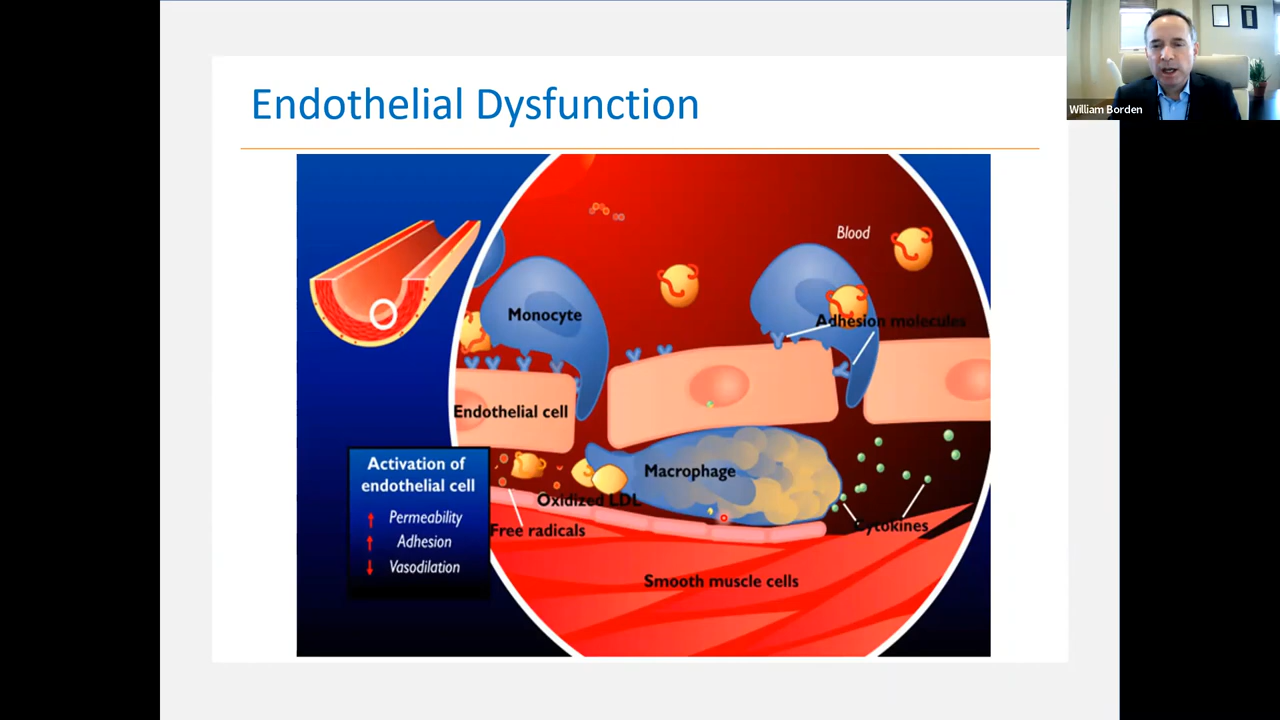 William Borden
Endothelial Dysfunction
Blood
Monocyte
Adhesion molecules
Endothelial cell
Activation of
endothelial cell
Permeability
Adhesion
Vasodilation
Macrophage
Oxidized LDL
Free radicals
Cytokines
Smooth muscle cells